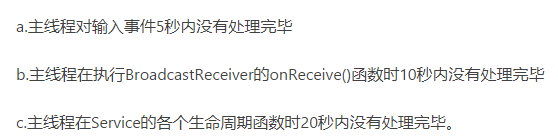 a.主线程对输入事件5秒内没有处理完毕
b.主线程在执行BroadcastReceiver的onReceive()函数时10秒内没有处理完毕
c.主线程在Service的各个生命周期函数时20秒内没有处理完毕。